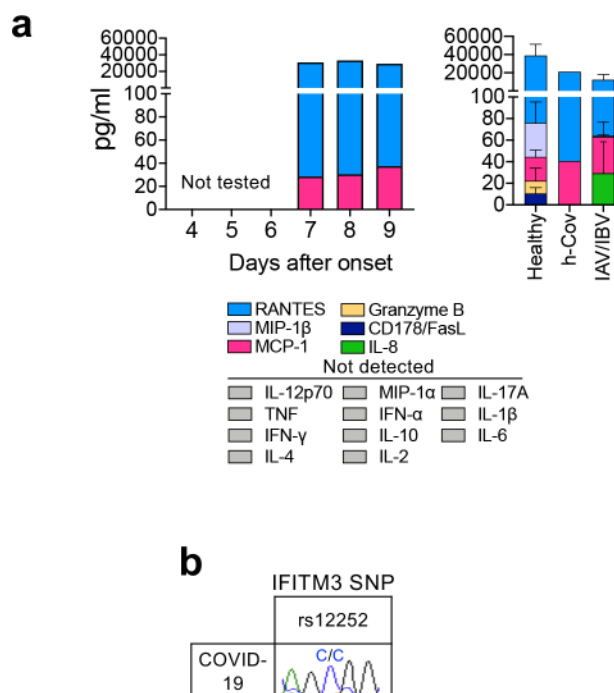 a
60000
40000
20000
100
80
60
40
20
0
pg/ml
Not tested
4 5 6 7 8 9
Days after onset
60000
40000
20000
100
80
60
40
20
0
Healthy
h-Cov
IAV/IBV
RANTES Granzyme B
MIP-1β CD178/FasL
MCP-1 IL-8
Not detected
IL-12p70 MIP-1α IL-17A
TNF IFN-α IL-1β
IFN-γ IL-10 IL-6
IL-4 IL-2
b
IFITM3 SNP
rs12252
COVID-
19
C/C